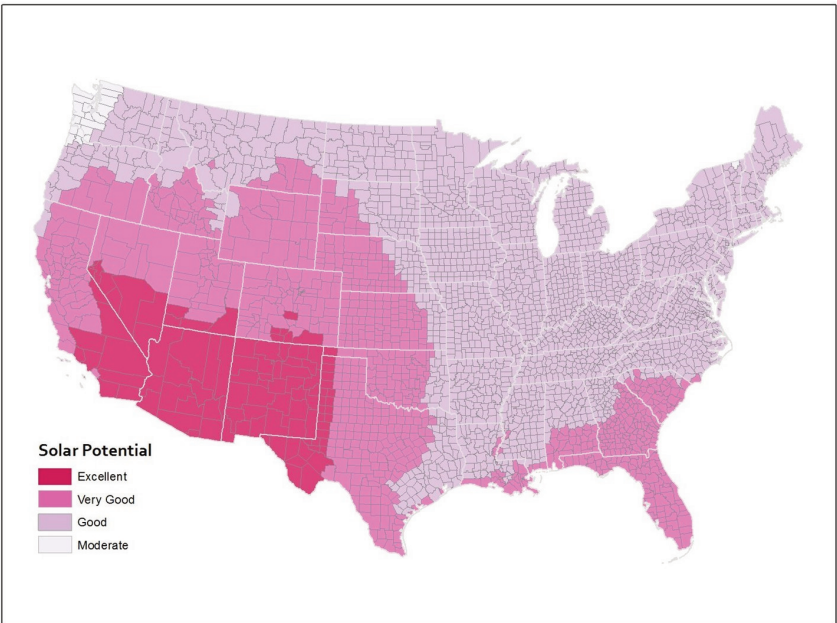 Solar Potential
Excellent
Very Good
Good
Moderate